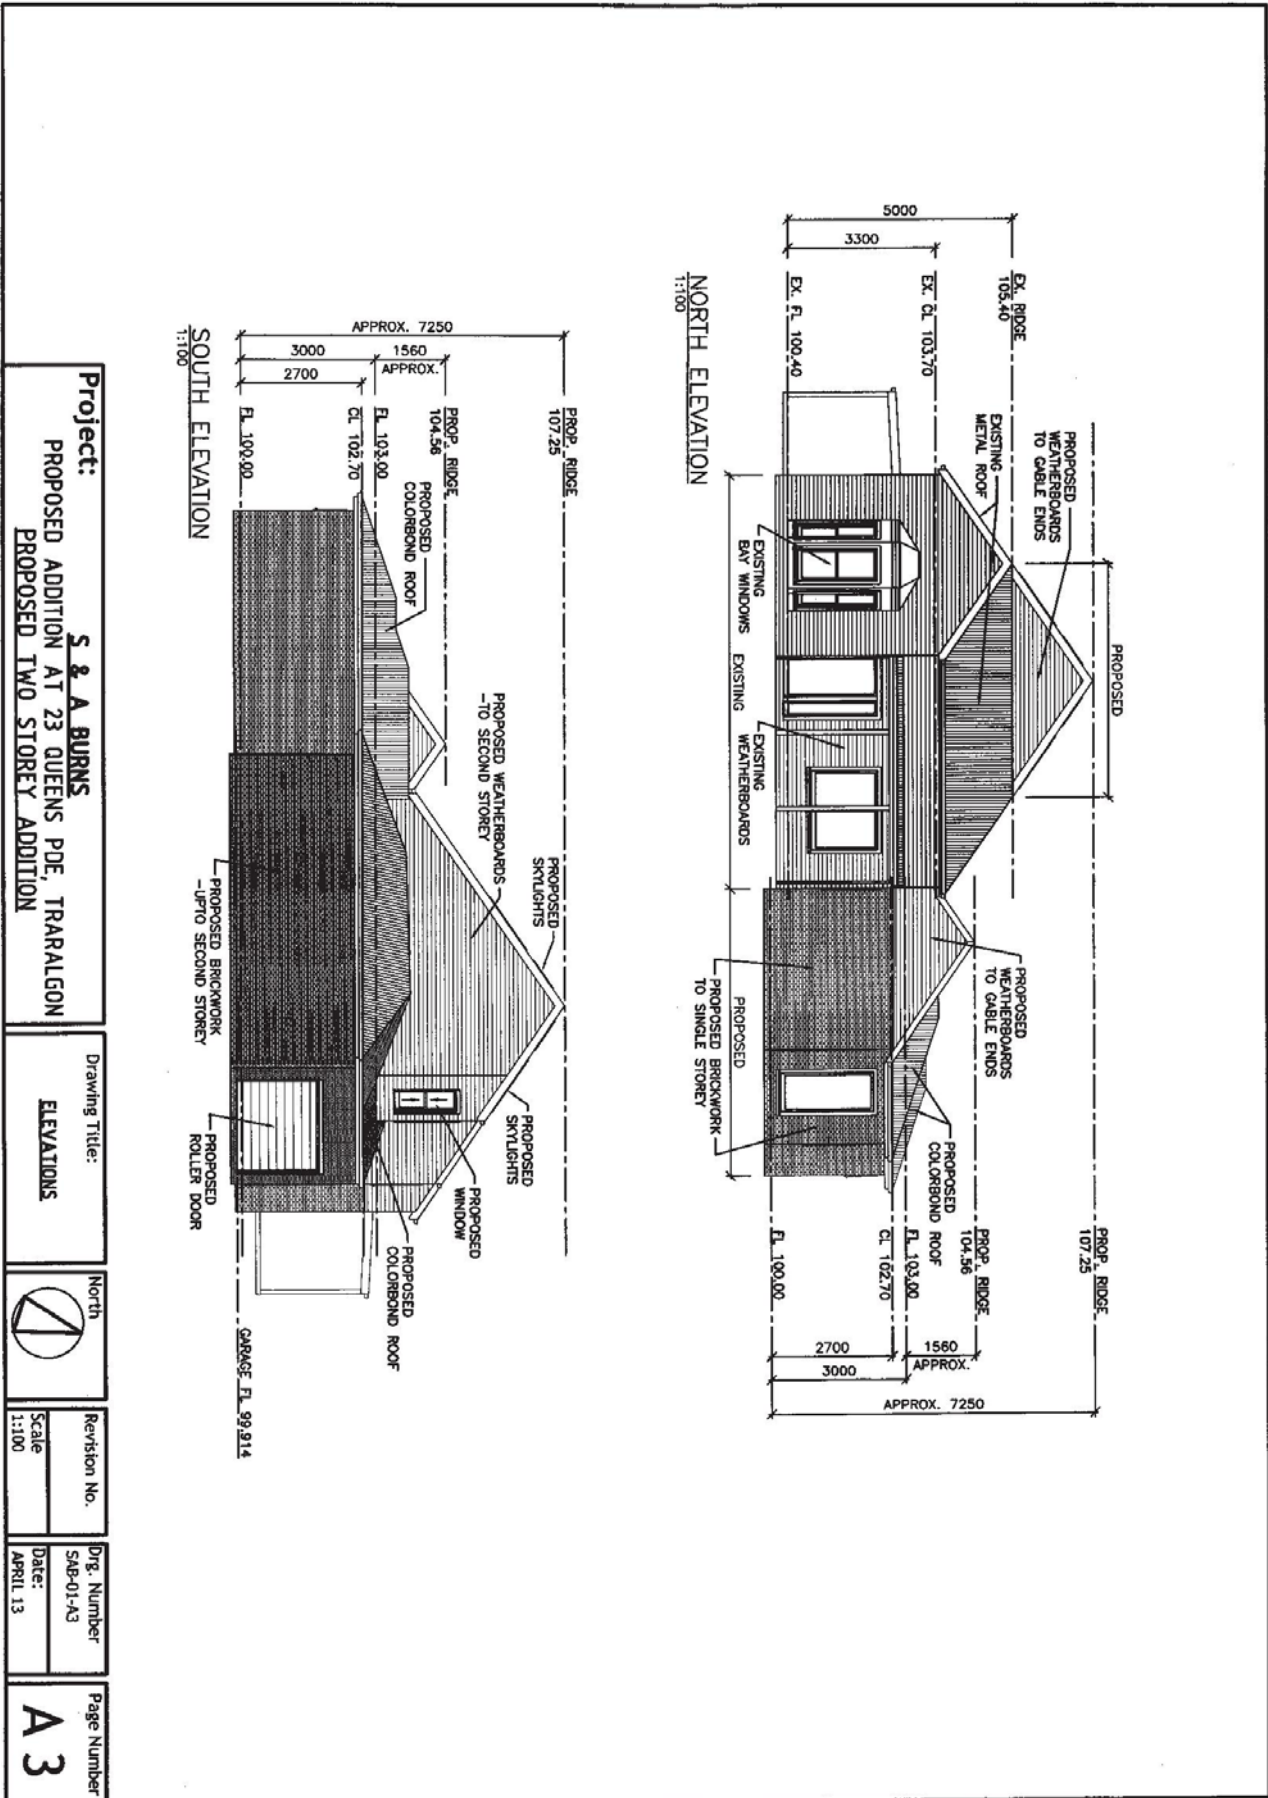 PROPOSED
PROPOSED
WEATHERBOARDS
TO GABLE ENDS
EXISTING
METAL ROOF
EX. RIDGE
105.40
EX. CL 103.70
EX. FL 100.40
5000
3300
PROP. RIDGE
107.25
PROP. RIDGE
104.56
FL 103.00
CL 102.70
FL 100.00
1560
APPROX.
2700
3000
APPROX. 7250
PROPOSED
WEATHERBOARDS
TO GABLE ENDS
PROPOSED
COLORBOND ROOF
EXISTING
BAY WINDOWS
EXISTING
EXISTING
WEATHERBOARDS
PROPOSED
PROPOSED BRICKWORK
TO SINGLE STOREY
NORTH ELEVATION
1:100
PROP. RIDGE
107.25
PROP. RIDGE
104.56
FL 103.00
CL 102.70
FL 100.00
APPROX. 7250
3000
1560
APPROX.
2700
PROPOSED
COLORBOND ROOF
PROPOSED WEATHERBOARDS
-TO SECOND STOREY
PROPOSED
SKYLIGHTS
PROPOSED
SKYLIGHTS
PROPOSED
WINDOW
PROPOSED
COLORBOND ROOF
GARAGE FL 99.914
PROPOSED BRICKWORK
-UPTO SECOND STOREY
PROPOSED
ROLLER DOOR
SOUTH ELEVATION
1:100
Project:
S & A BURNS
PROPOSED ADDITION AT 23 QUEENS PDE, TRARALGON
PROPOSED TWO STOREY ADDITION
Drawing Title:
ELEVATIONS
North
Revision No.
Scale
1:100
Drg. Number
SAB-01-A3
Date:
APRIL 13
Page Number
A 3